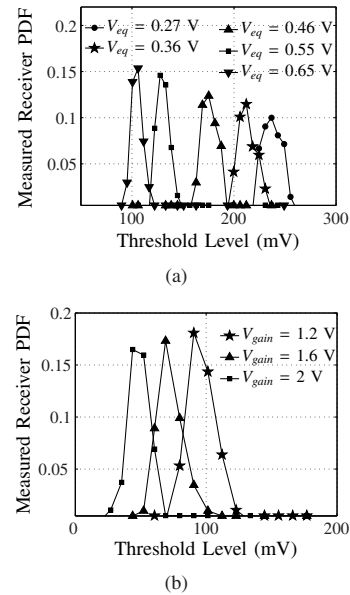 (a)
0.2
0.15
0.1
0.05
Measured Receiver PDF
V_eq = 0.27 V
V_eq = 0.36 V
V_eq = 0.46 V
V_eq = 0.55 V
V_eq = 0.65 V
100
200
300
Threshold Level (mV)
(a)
0.2
0.15
0.1
0.05
Measured Receiver PDF
V_gain = 1.2 V
V_gain = 1.6 V
V_gain = 2 V
0
100
200
Threshold Level (mV)
(b)